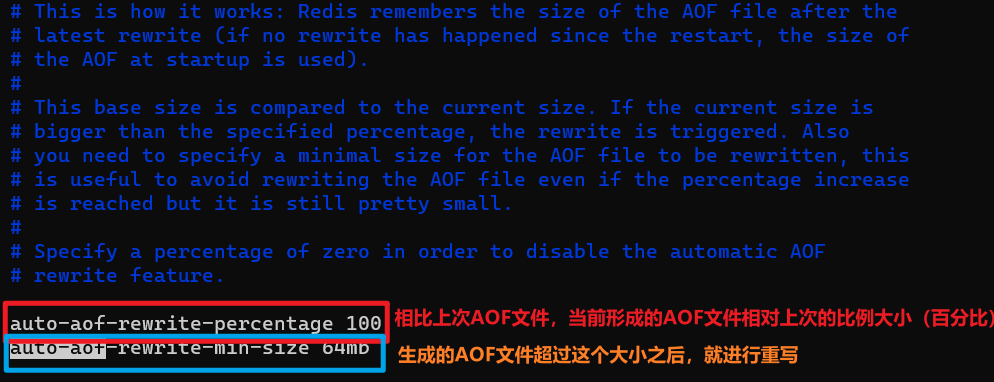 # This is how it works: Redis remembers the size of the AOF file after the
# latest rewrite (if no rewrite has happened since the restart, the size of
# the AOF at startup is used).
#
# This base size is compared to the current size. If the current size is
# bigger than the specified percentage, the rewrite is triggered. Also
# you need to specify a minimal size for the AOF file to be rewritten, this
# is useful to avoid rewriting the AOF file even if the percentage increase
# is reached but it is still pretty small.
#
# Specify a percentage of zero in order to disable the automatic AOF
# rewrite feature.
auto-aof-rewrite-percentage 100 相比上次AOF文件，当前形成的AOF文件相对上次的比例大小（百分比）
auto-aof-rewrite-min-size 64mb 生成的AOF文件超过这个大小之后，就进行重写